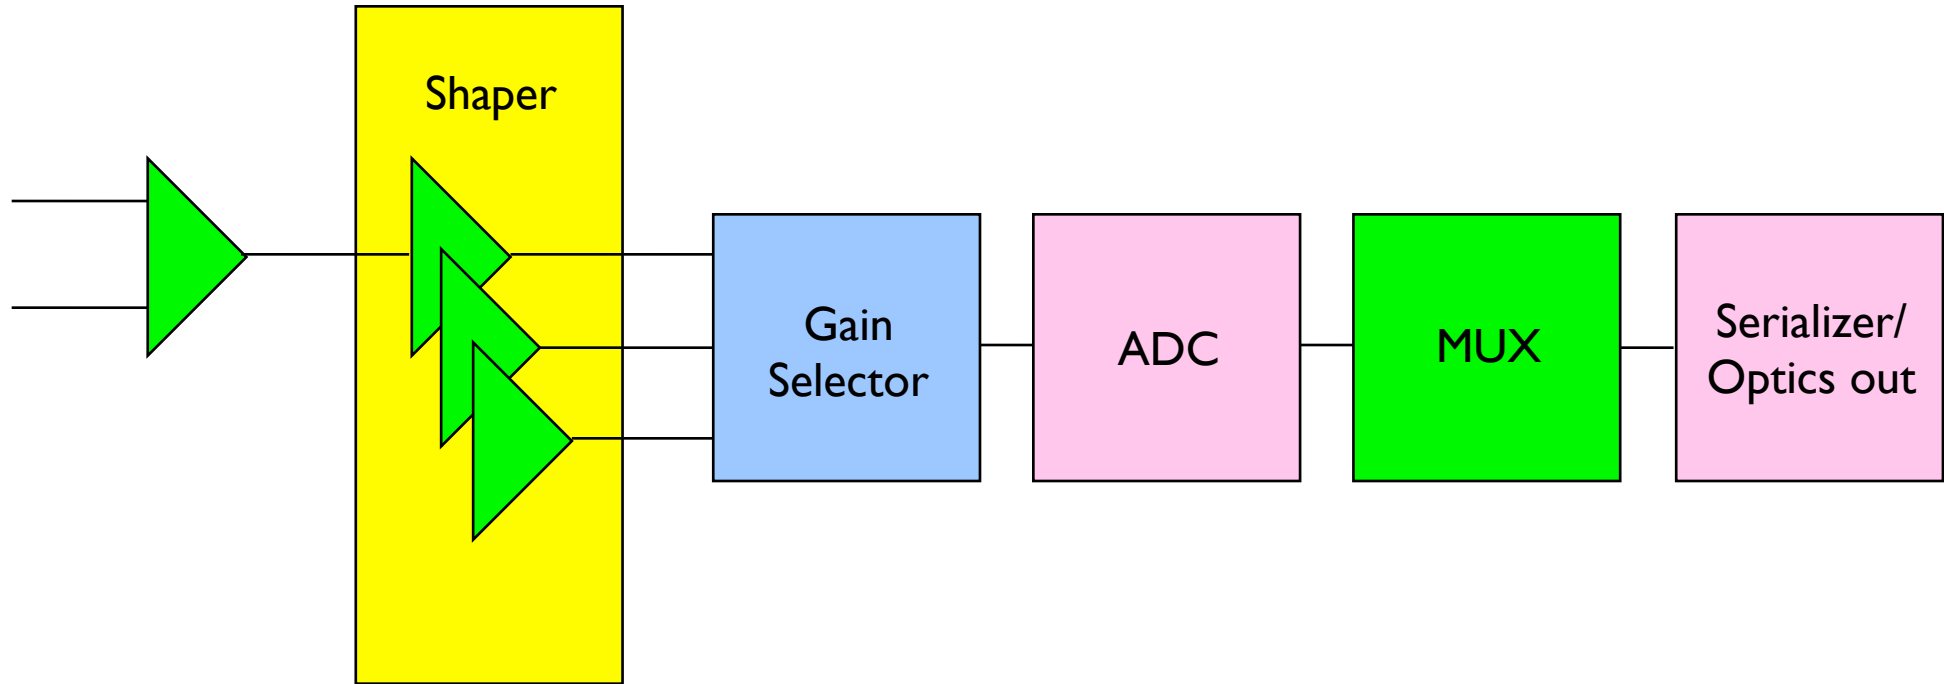 Shaper
Gain
Selector
ADC
MUX
Serializer/
Optics out